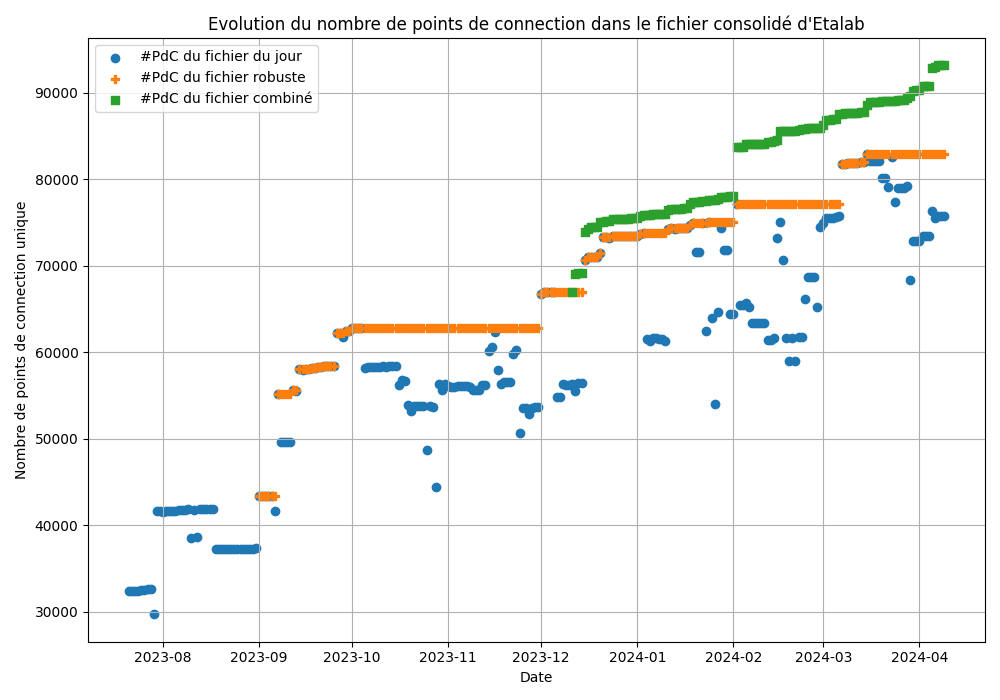 Evolution du nombre de points de connection dans le fichier consolidé d'Etalab
#PdC du fichier du jour
#PdC du fichier robuste
#PdC du fichier combiné
Nombre de points de connection unique
90000
80000
70000
60000
50000
40000
30000
2023-08 2023-09 2023-10 2023-11 2023-12 2024-01 2024-02 2024-03 2024-04
Date